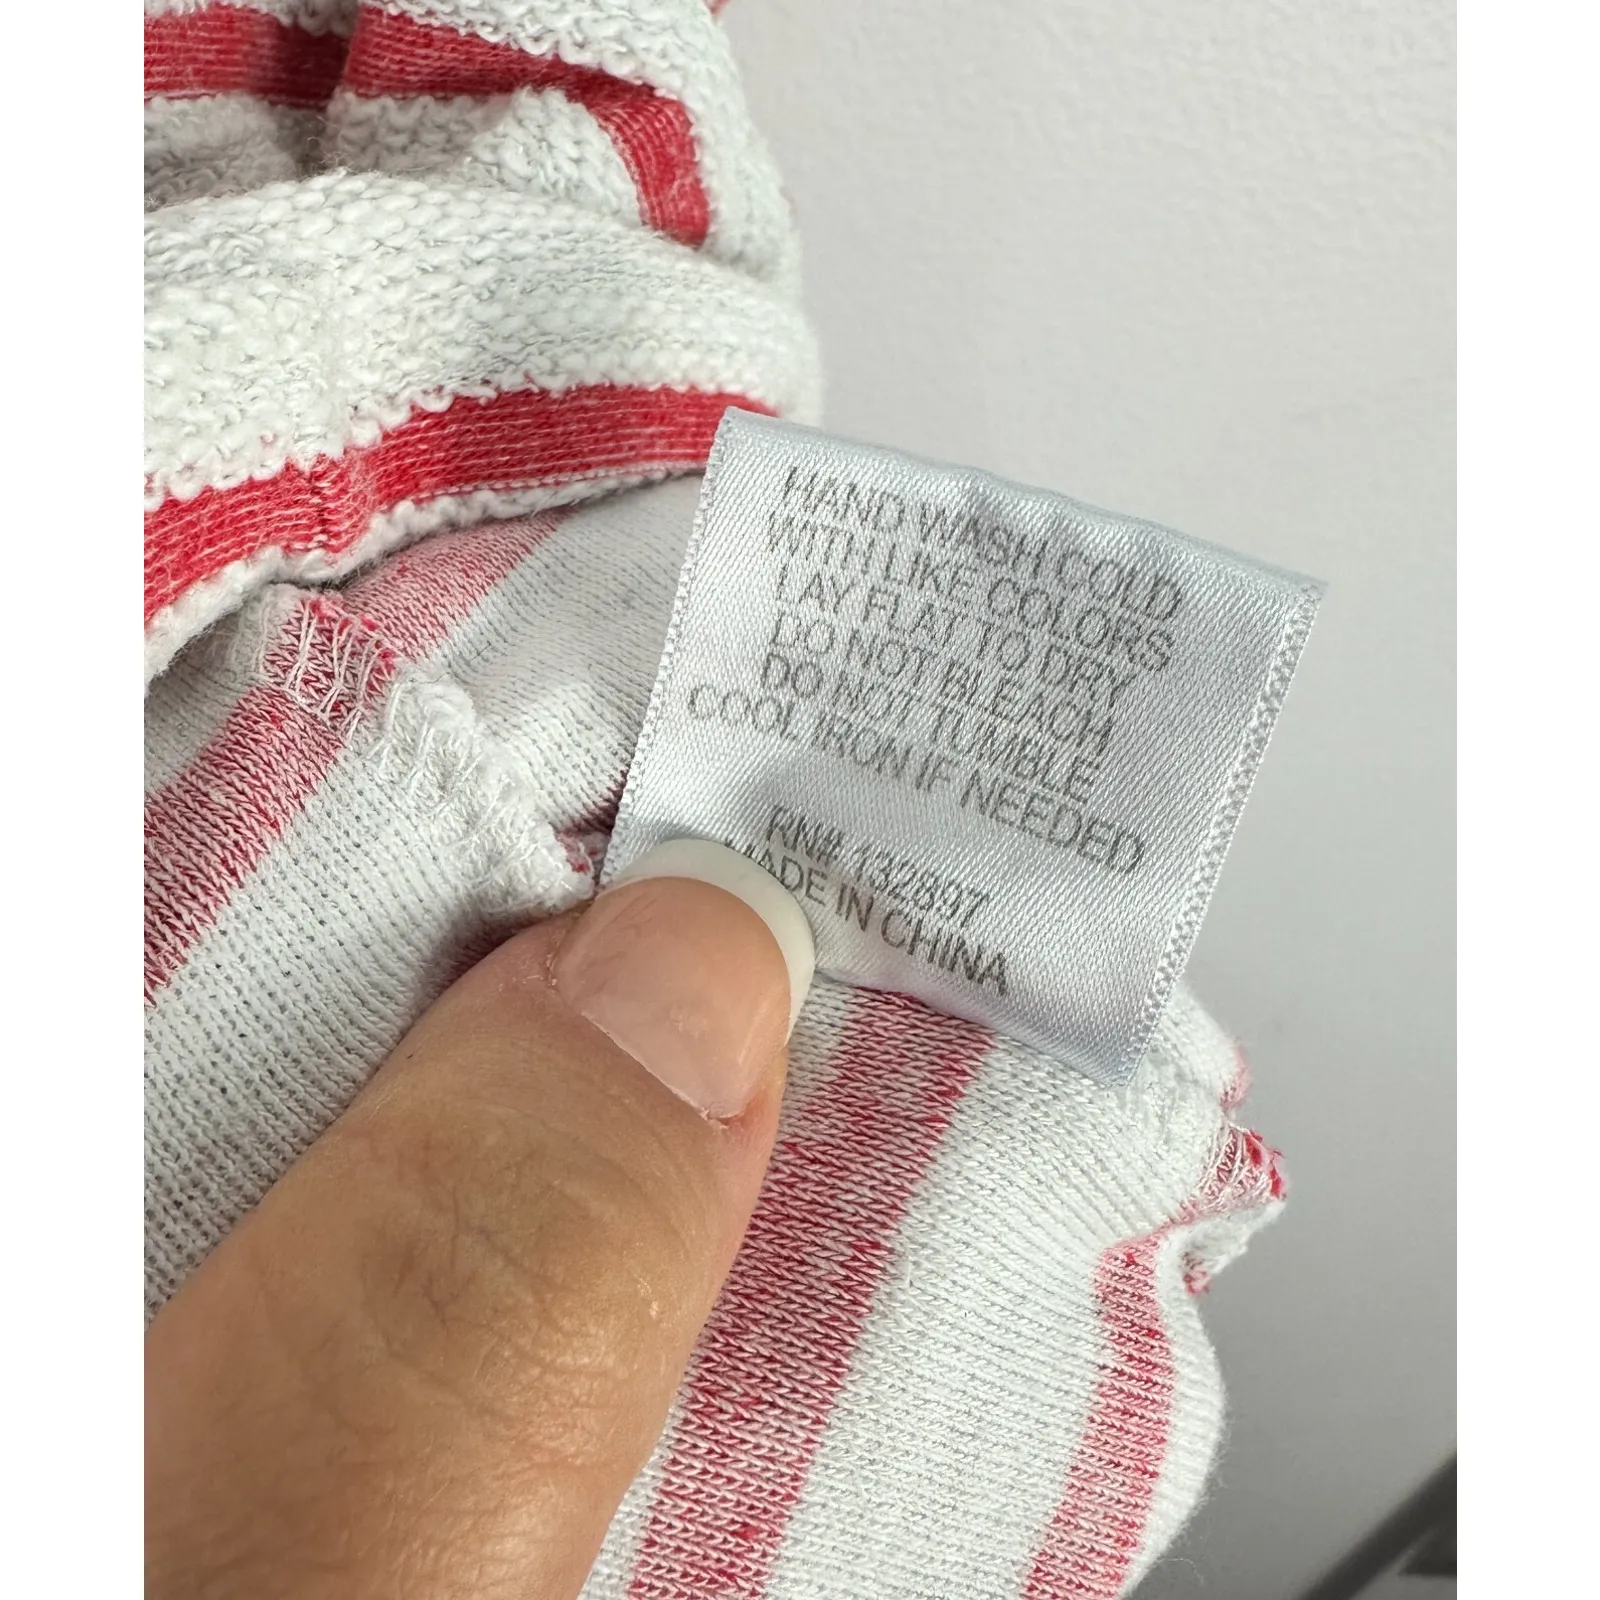 HAND WASH COLD
WITH LIKE COLORS
LAY FLAT TO DRY
DO NOT BLEACH
DO NOT TUMBLE
COOL IRON IF NEEDED
RN# 132897
MADE IN CHINA